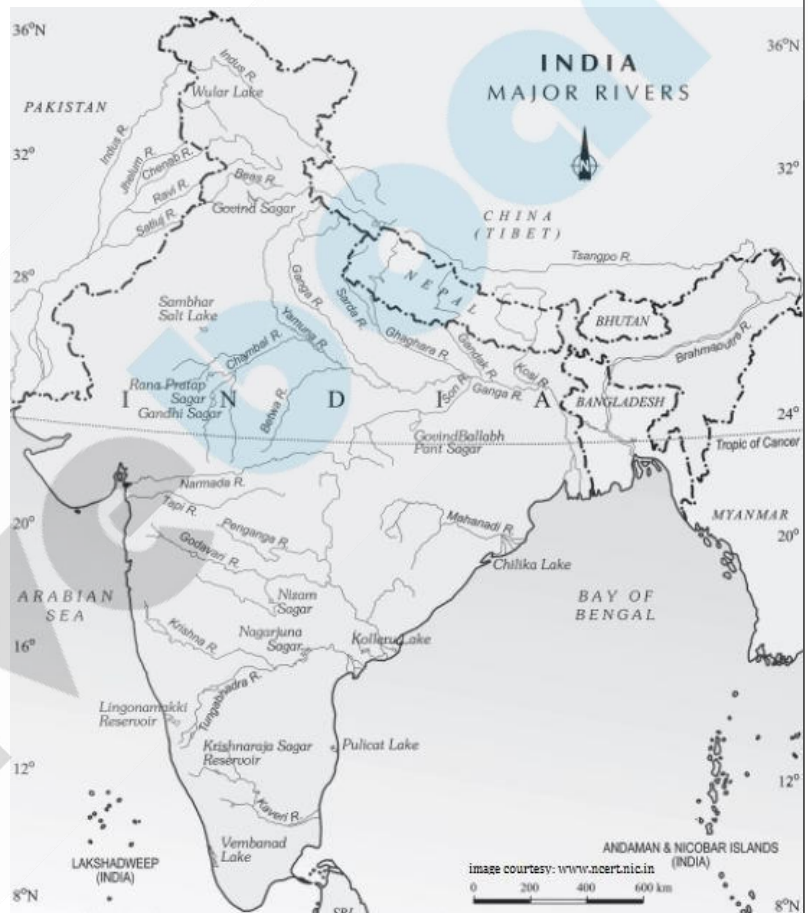 36°N
36°N
INDIA
MAJOR RIVERS
Indus R.
Wular Lake
PAKISTAN
N
32°
32°
Indus R.
Jhelum R.
Chenab R.
Ravi R.
Beas R.
Satluj R.
Govind Sagar
CHINA
(TIBET)
Tsangpo R.
28°
28°
NEPAL
Ganga R.
Sarda R.
Sambhar
Salt Lake
BHUTAN
Yamuna R.
Ghaghara R.
Gandak R.
Kosi R.
Brahmaputra R.
Chambal R.
Rana Pratap
Sagar
Gandhi Sagar
Betwa R.
Son R.
Ganga R.
INDIA
BANGLADESH
24°
GovindBallabh
Pant Sagar
Tropic of Cancer
Narmada R.
Tapi R.
MYANMAR
20°
20°
Penganga R.
Mahanadi R.
Godavari R.
Chilika Lake
ARABIAN
SEA
Nizam
Sagar
BAY OF
BENGAL
16°
16°
Krishna R.
Nagarjuna
Sagar
Kolleru Lake
Tungabhadra R.
Lingonamakki
Reservoir
Krishnaraja Sagar
Reservoir
Pulicat Lake
12°
12°
Kaveri R.
Vembanad
Lake
LAKSHADWEEP
(INDIA)
ANDAMAN & NICOBAR ISLANDS
(INDIA)
image courtesy: www.ncert.nic.in
0 200 400 600 km
8°N
8°N
SRI